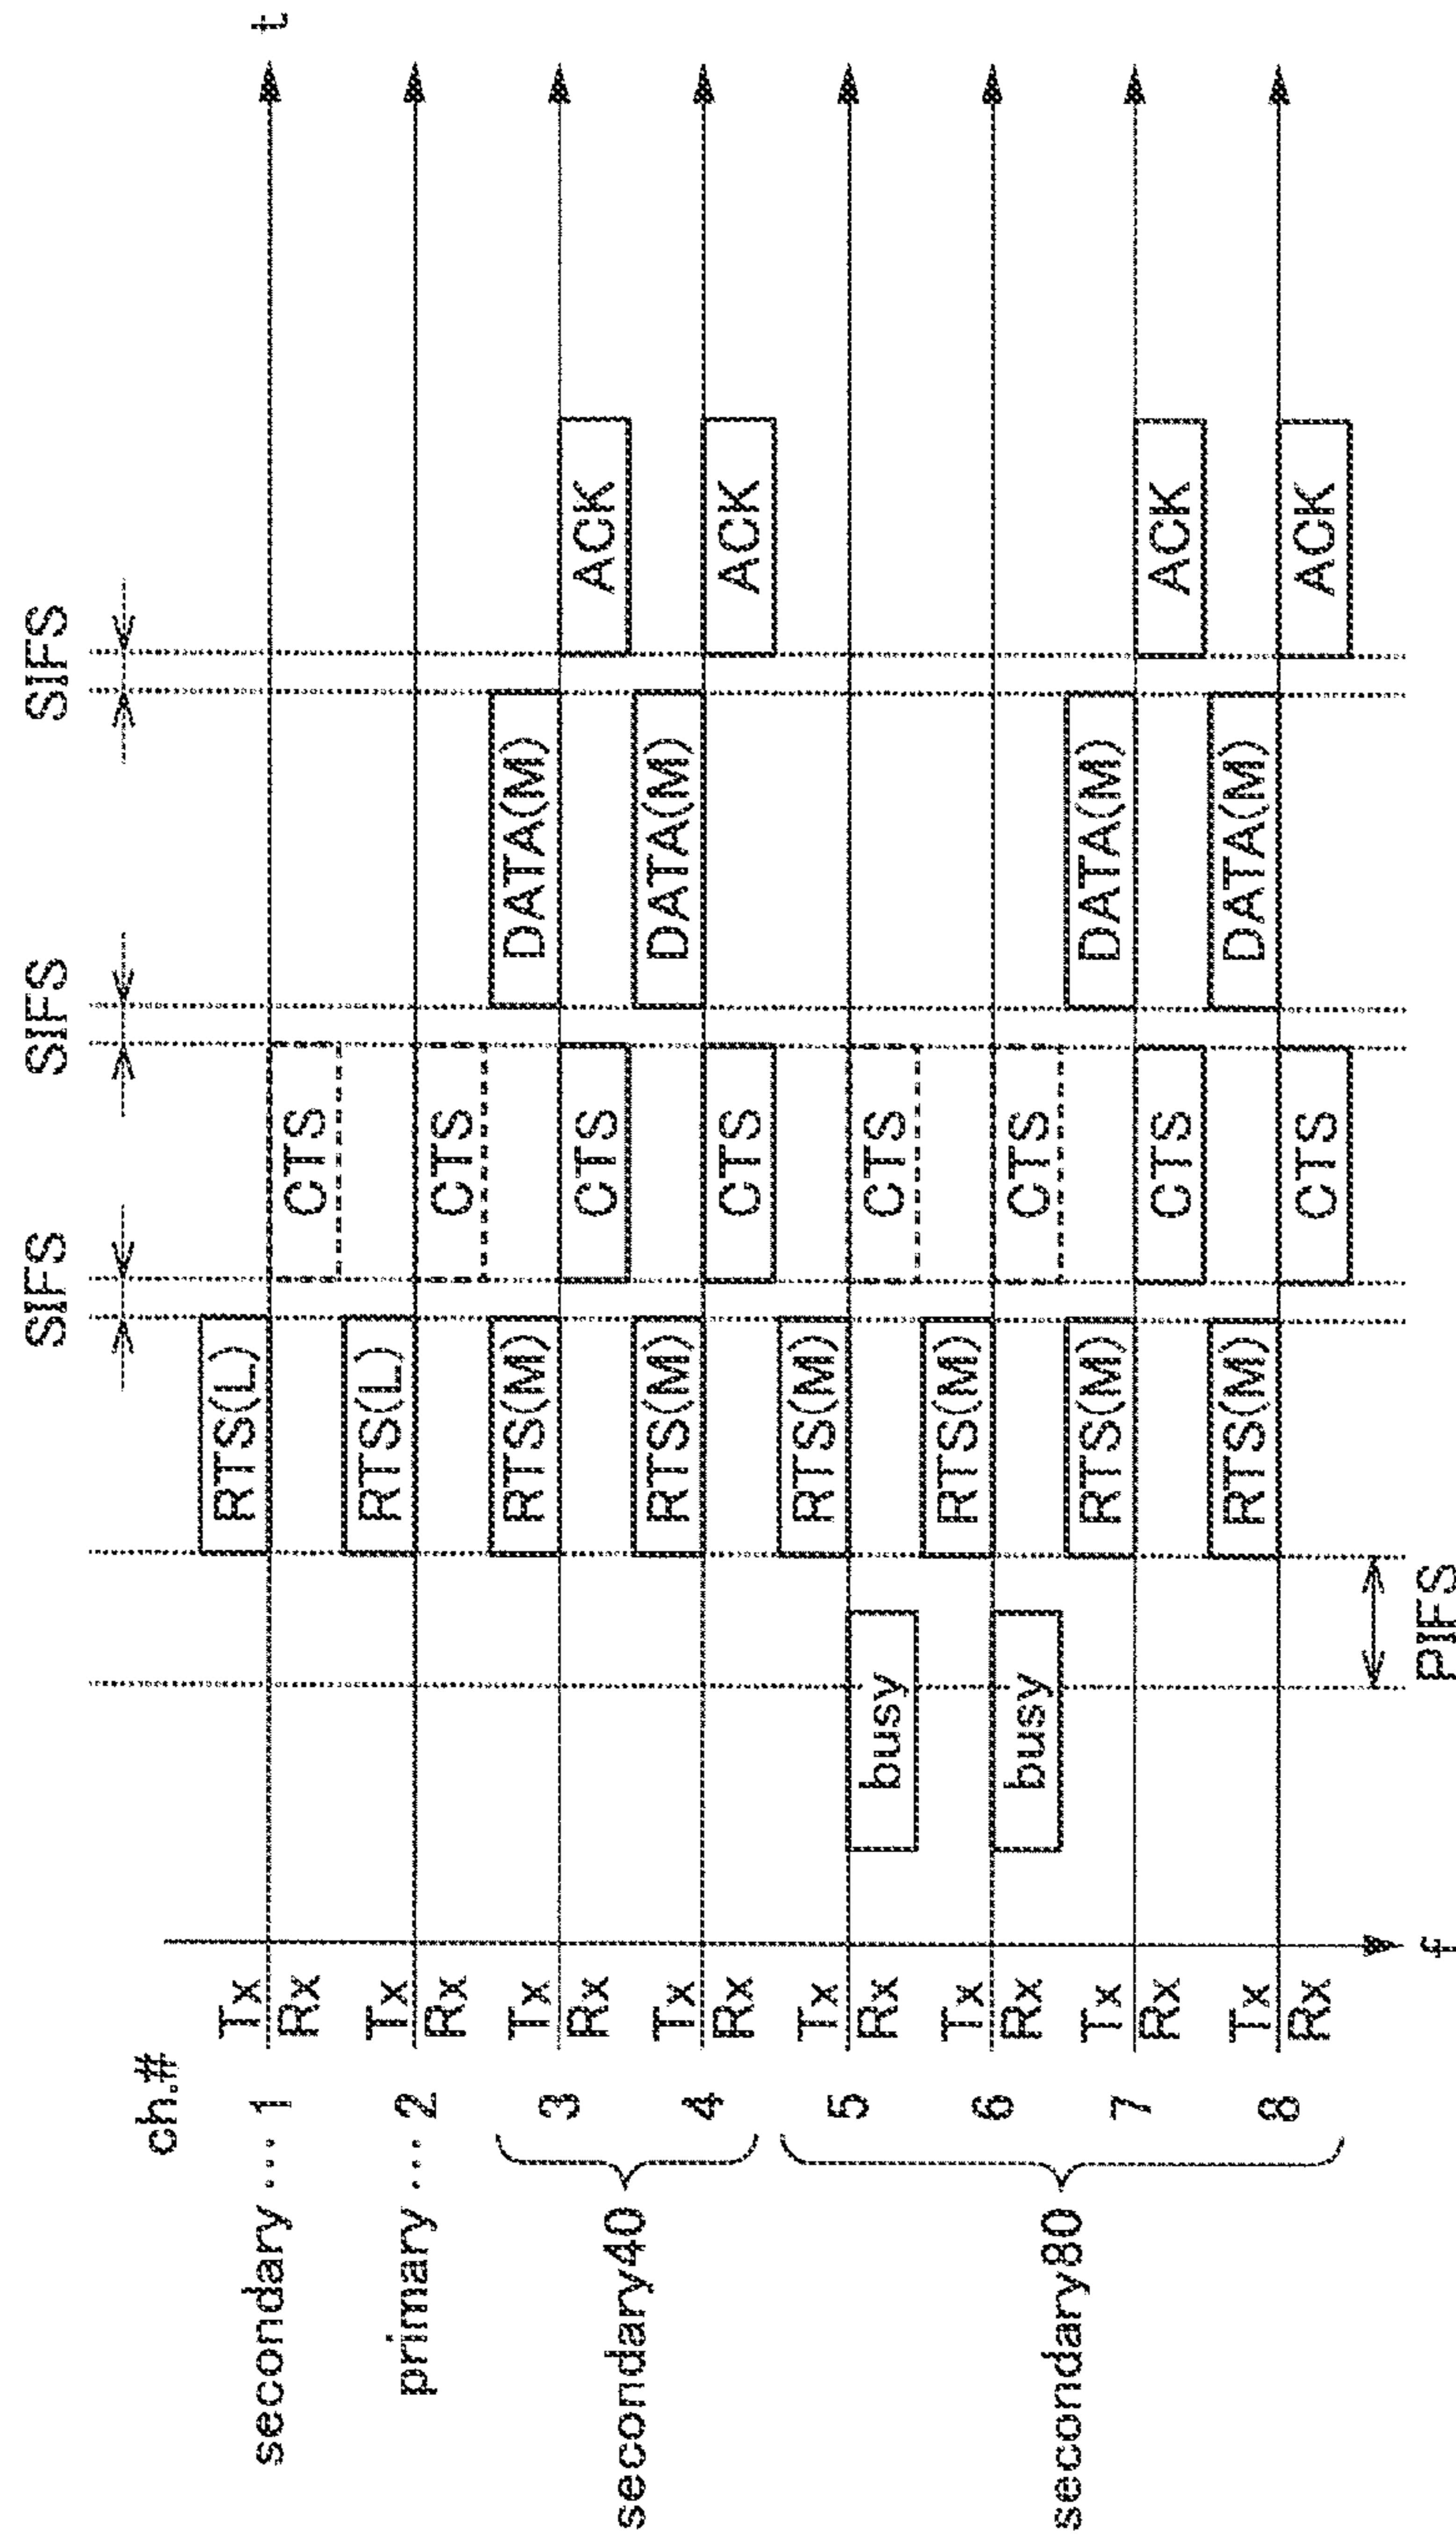 SIFS SIFS SIFS
ch.#
t
secondary ... 1 Tx Rx RTS(L) CTS
primary ... 2 Tx Rx RTS(L) CTS
secondary40
3 Tx Rx RTS(M) CTS DATA(M) ACK
4 Tx Rx RTS(M) CTS DATA(M) ACK
secondary80
5 Tx Rx busy RTS(M) CTS
6 Tx Rx busy RTS(M) CTS
7 Tx Rx RTS(M) CTS DATA(M) ACK
8 Tx Rx RTS(M) CTS DATA(M) ACK
f
PIFS